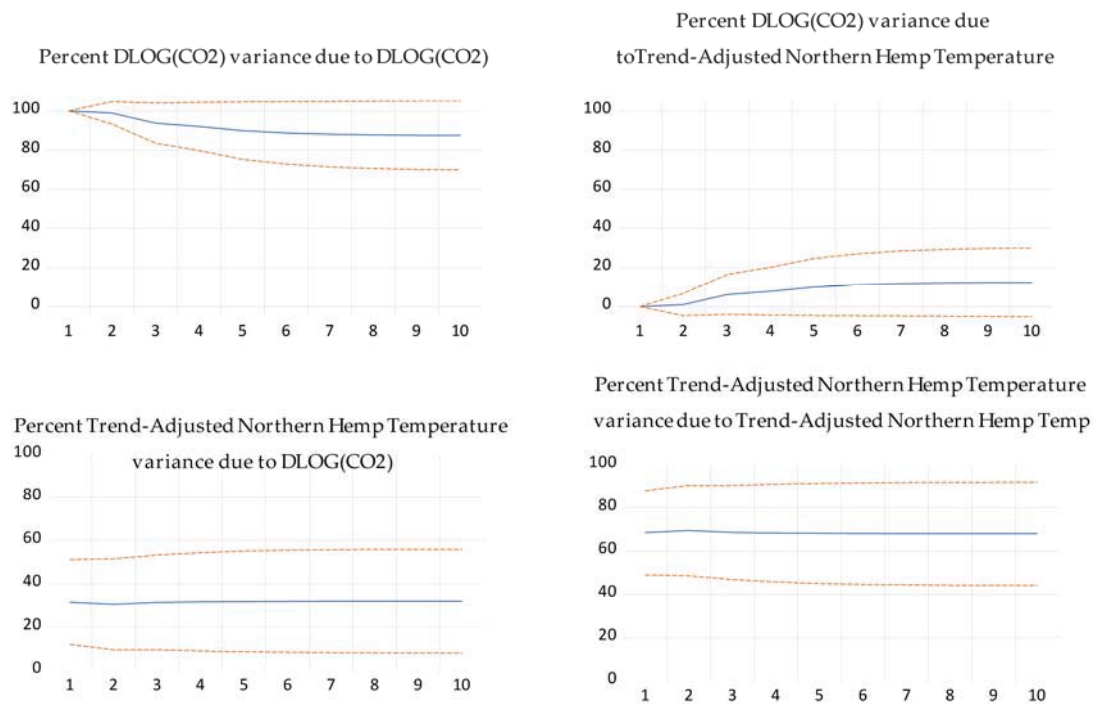 Percent DLOG(CO2) variance due to DLOG(CO2)
100
80
60
40
20
0
1 2 3 4 5 6 7 8 9 10
Percent DLOG(CO2) variance due
toTrend-Adjusted Northern Hemp Temperature
100
80
60
40
20
0
1 2 3 4 5 6 7 8 9 10
Percent Trend-Adjusted Northern Hemp Temperature
variance due to DLOG(CO2)
100
80
60
40
20
0
1 2 3 4 5 6 7 8 9 10
Percent Trend-Adjusted Northern Hemp Temperature
variance due to Trend-Adjusted Northern Hemp Temp
100
80
60
40
20
0
1 2 3 4 5 6 7 8 9 10